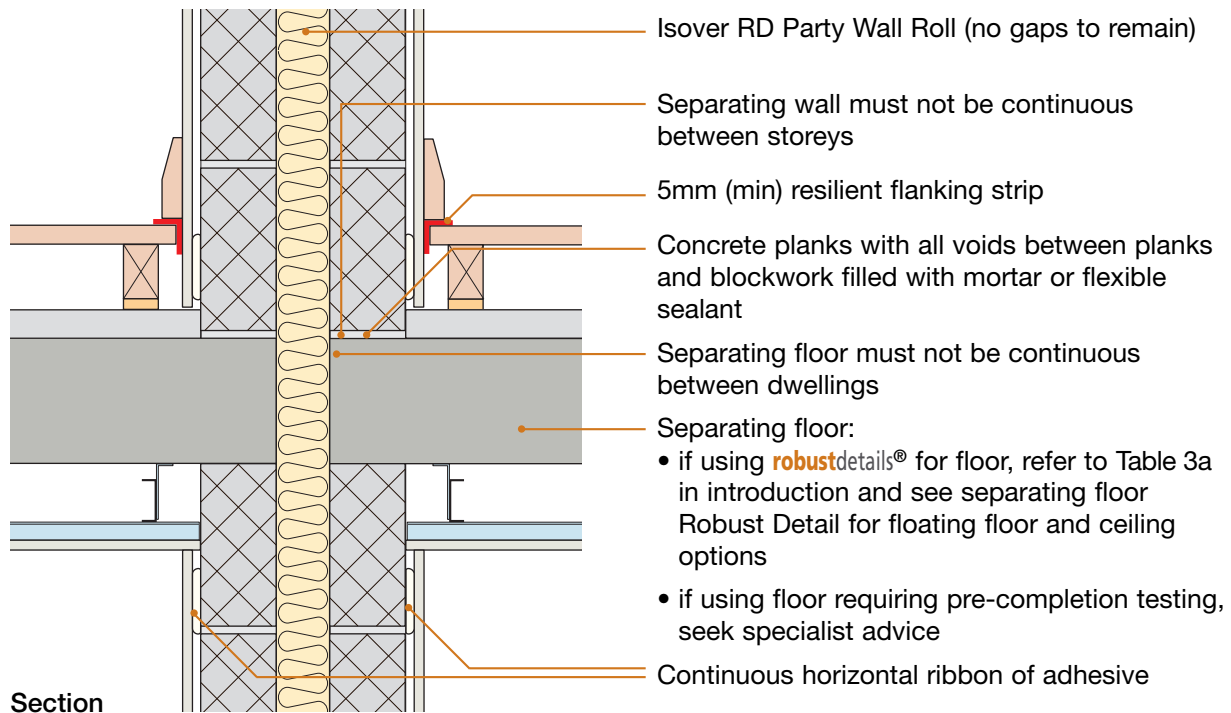 Isover RD Party Wall Roll (no gaps to remain)
Separating wall must not be continuous
between storeys
5mm (min) resilient flanking strip
Concrete planks with all voids between planks
and blockwork filled with mortar or flexible
sealant
Separating floor must not be continuous
between dwellings
Separating floor:
• if using robustdetails® for floor, refer to Table 3a
in introduction and see separating floor
Robust Detail for floating floor and ceiling
options
• if using floor requiring pre-completion testing,
seek specialist advice
Continuous horizontal ribbon of adhesive
Section